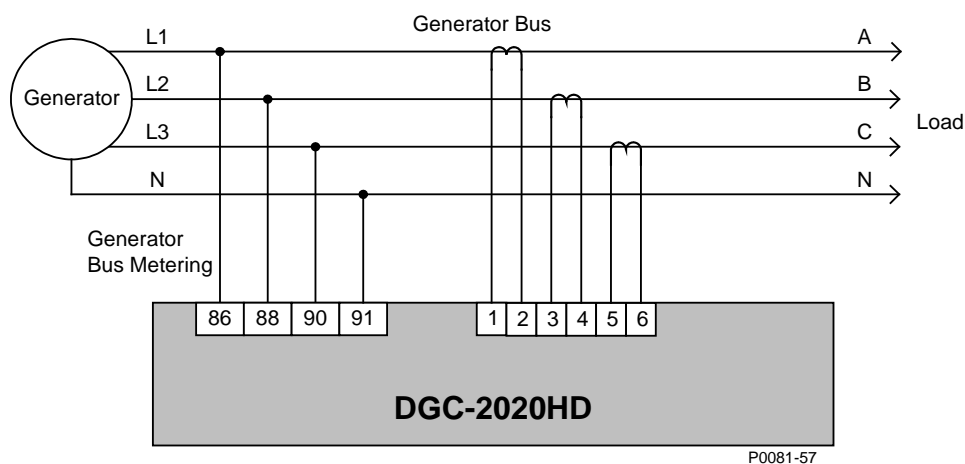 Generator Bus
L1
A
L2
B
Generator
L3
C
Load
N
N
Generator
Bus Metering
86 88 90 91 1 2 3 4 5 6
DGC-2020HD
P0081-57